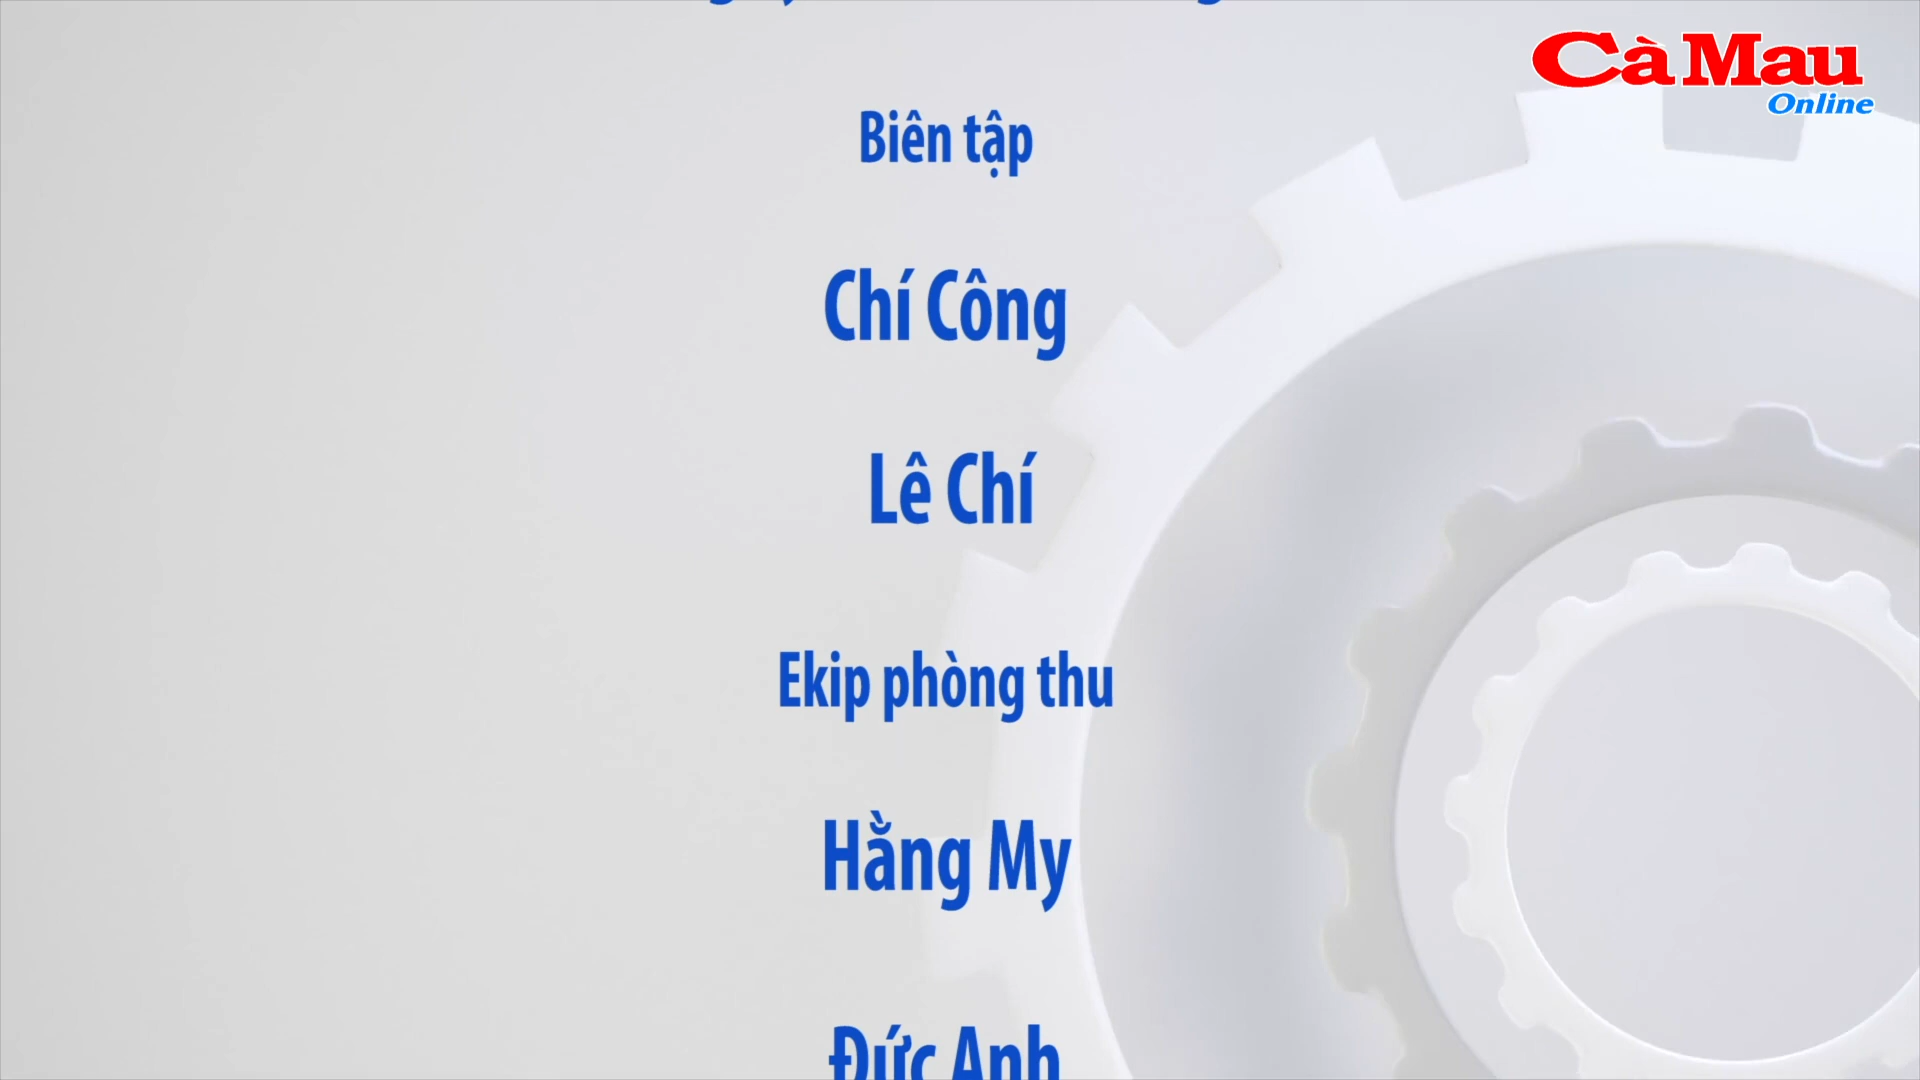 Cà Mau
Online
Biên tập
Chí Công
Lê Chí
Ekip phòng thu
Hằng My
Đức Anh